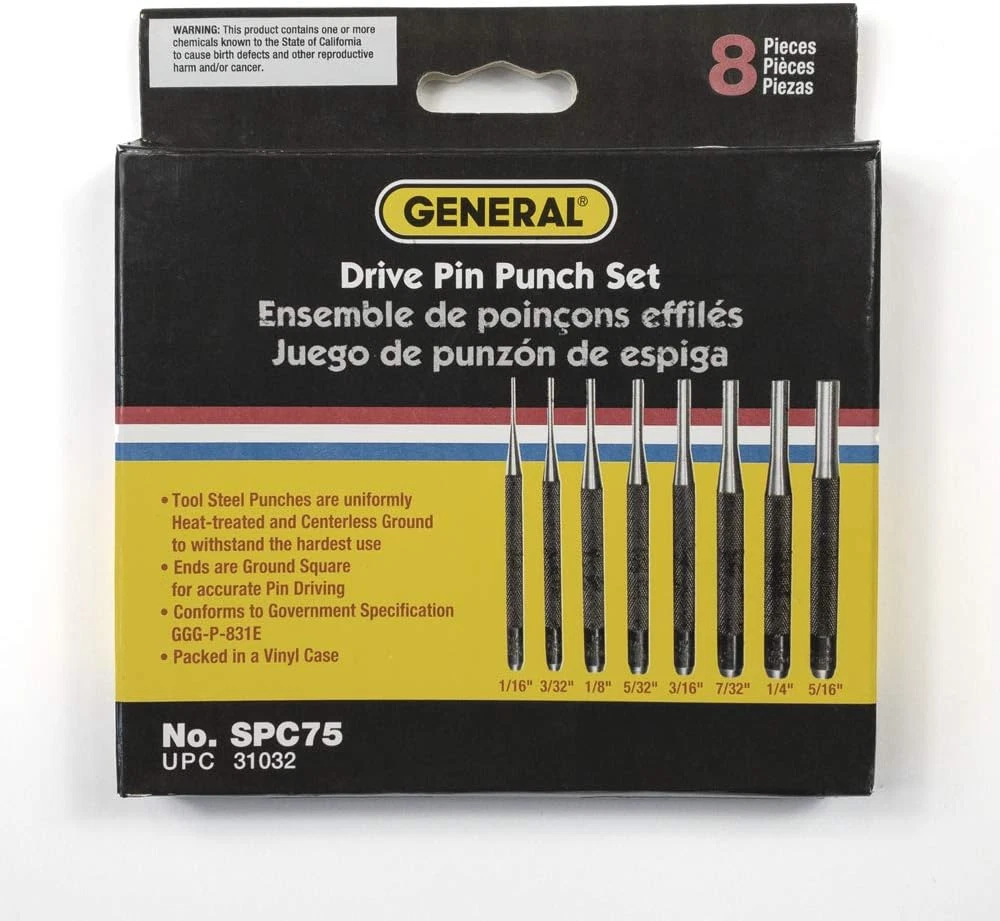 WARNING: This product contains one or more
chemicals known to the State of California
to cause birth defects and other reproductive
harm and/or cancer.
8
Pieces
Pièces
Piezas
GENERAL®
Drive Pin Punch Set
Ensemble de poinçons effilés
Juego de punzón de espiga
• Tool Steel Punches are uniformly
Heat-treated and Centerless Ground
to withstand the hardest use
• Ends are Ground Square
for accurate Pin Driving
• Conforms to Government Specification
GGG-P-831E
• Packed in a Vinyl Case
1/16" 3/32" 1/8" 5/32" 3/16" 7/32" 1/4" 5/16"
No. SPC75
UPC 31032